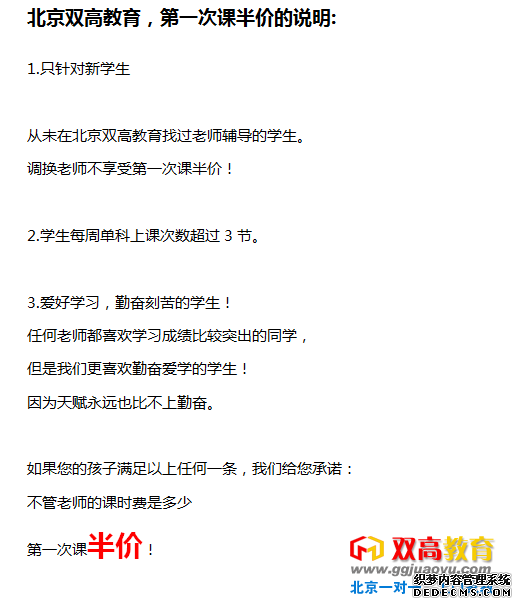 北京双高教育，第一次课半价的说明:
1.只针对新学生
从未在北京双高教育找过老师辅导的学生。
调换老师不享受第一次课半价！
2.学生每周单科上课次数超过 3 节。
3.爱好学习，勤奋刻苦的学生！
任何老师都喜欢学习成绩比较突出的同学，
但是我们更喜欢勤奋爱学的学生！
因为天赋永远也比不上勤奋。
如果您的孩子满足以上任何一条，我们给您承诺：
不管老师的课时费是多少
第一次课半价！
双高教育
www.ggjiaoyu.com
织梦内容管理系统
DEDECMS.COM
北京一对一